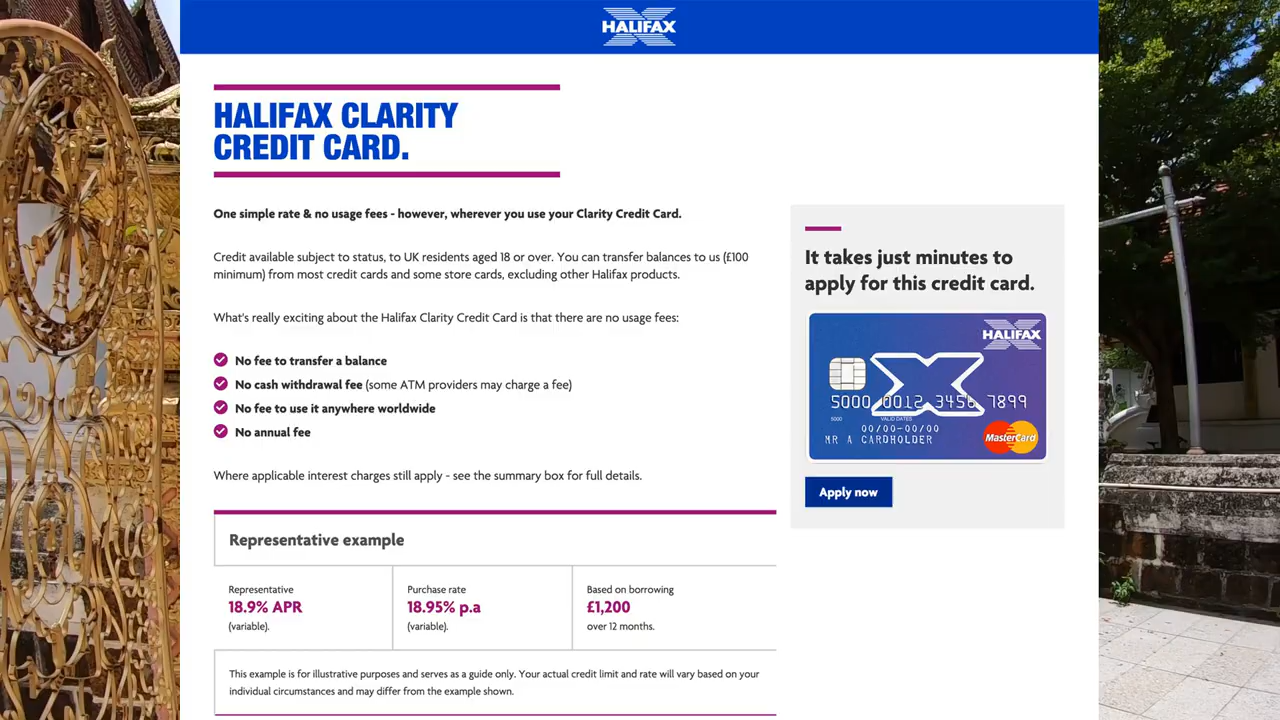 HALIFAX
HALIFAX CLARITY
CREDIT CARD.
One simple rate & no usage fees - however, wherever you use your Clarity Credit Card.
Credit available subject to status, to UK residents aged 18 or over. You can transfer balances to us (£100
minimum) from most credit cards and some store cards, excluding other Halifax products.
What's really exciting about the Halifax Clarity Credit Card is that there are no usage fees:
No fee to transfer a balance
No cash withdrawal fee (some ATM providers may charge a fee)
No fee to use it anywhere worldwide
No annual fee
Where applicable interest charges still apply - see the summary box for full details.
Representative example
Representative
18.9% APR
(variable).
Purchase rate
18.95% p.a
(variable).
Based on borrowing
£1,200
over 12 months.
This example is for illustrative purposes and serves as a guide only. Your actual credit limit and rate will vary based on your
individual circumstances and may differ from the example shown.
It takes just minutes to
apply for this credit card.
HALIFAX
5000 0012 3456 7899
5000 VALID DATES
00/00-00/00
MR A CARDHOLDER
MasterCard
Apply now